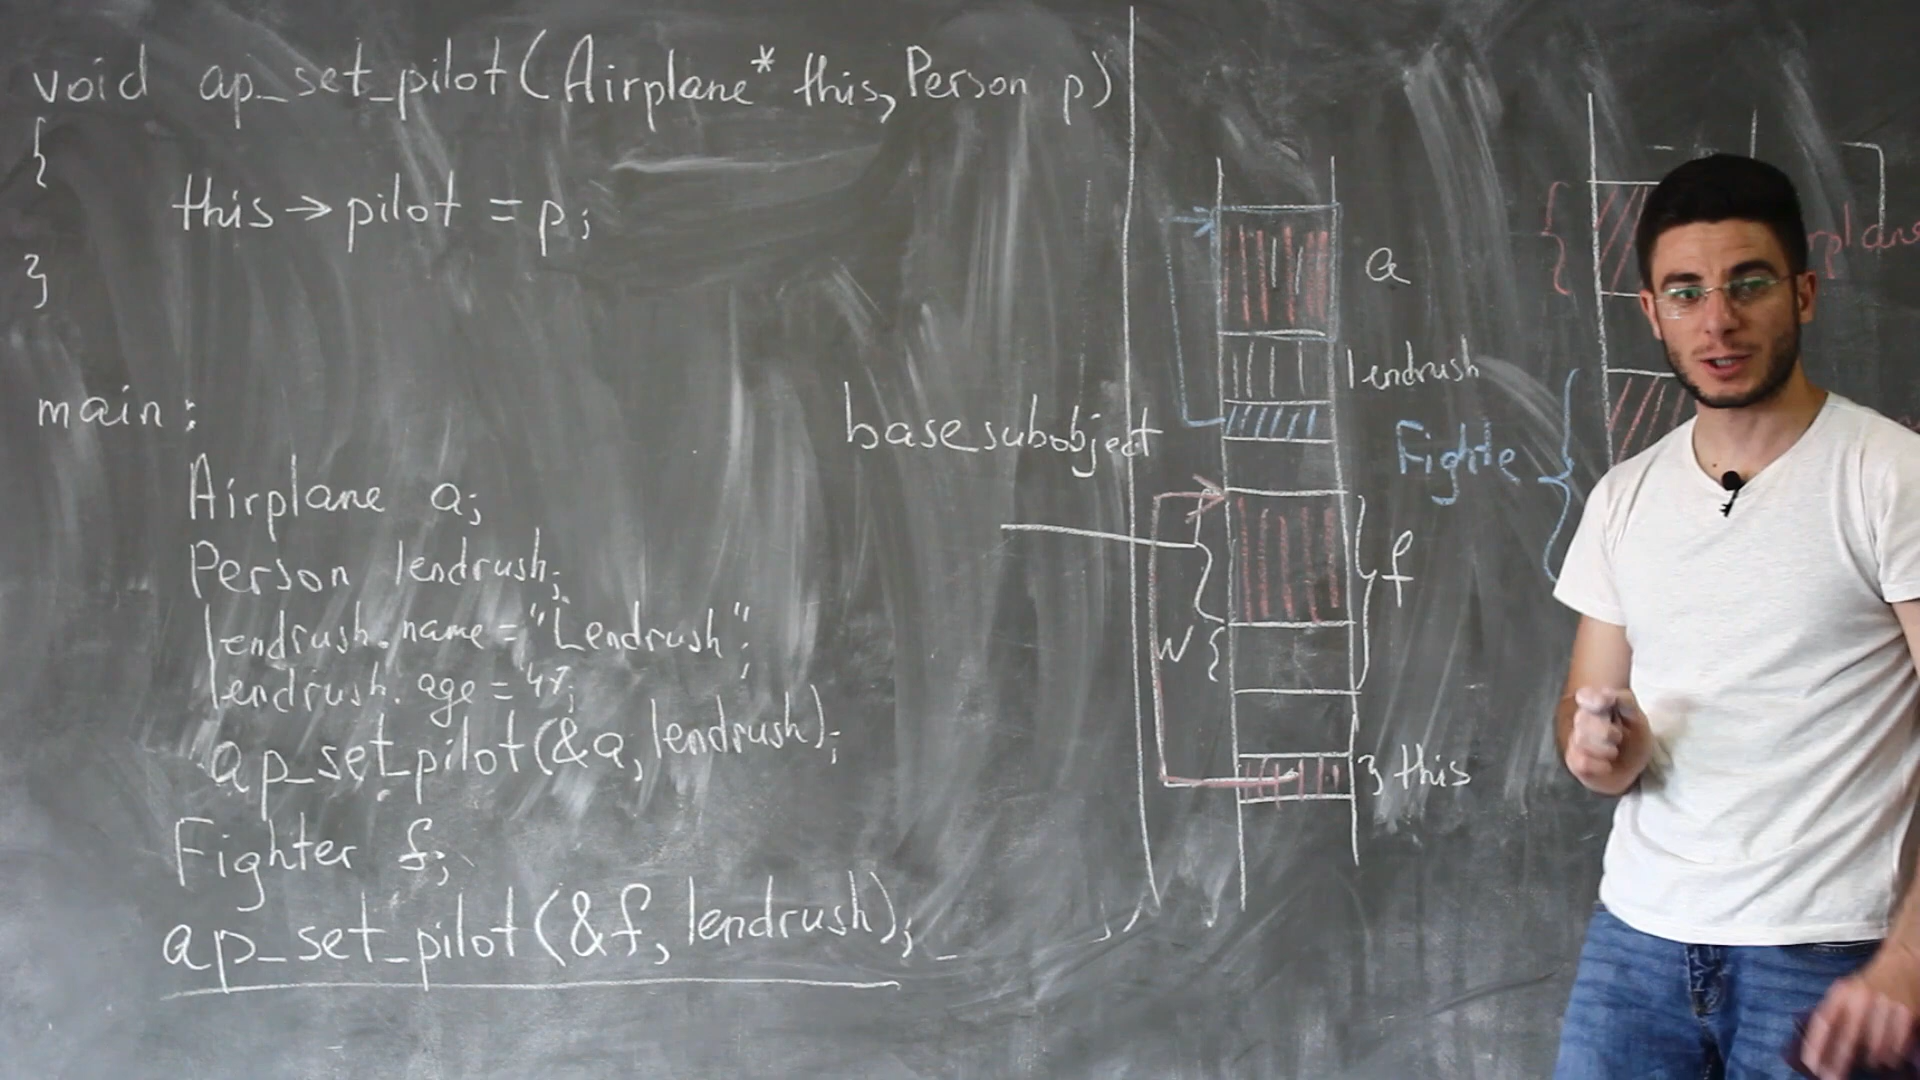 void ap_set_pilot(Airplane* this, Person p)
{
this→pilot = p;
}
main:
Airplane a;
Person lendrush;
lendrush.name = "Lendrush";
lendrush.age = 47;
ap_set_pilot(&a, lendrush);
Fighter f;
ap_set_pilot(&f, lendrush);
a
lendrush
base subobject
f
W
this
Fighte